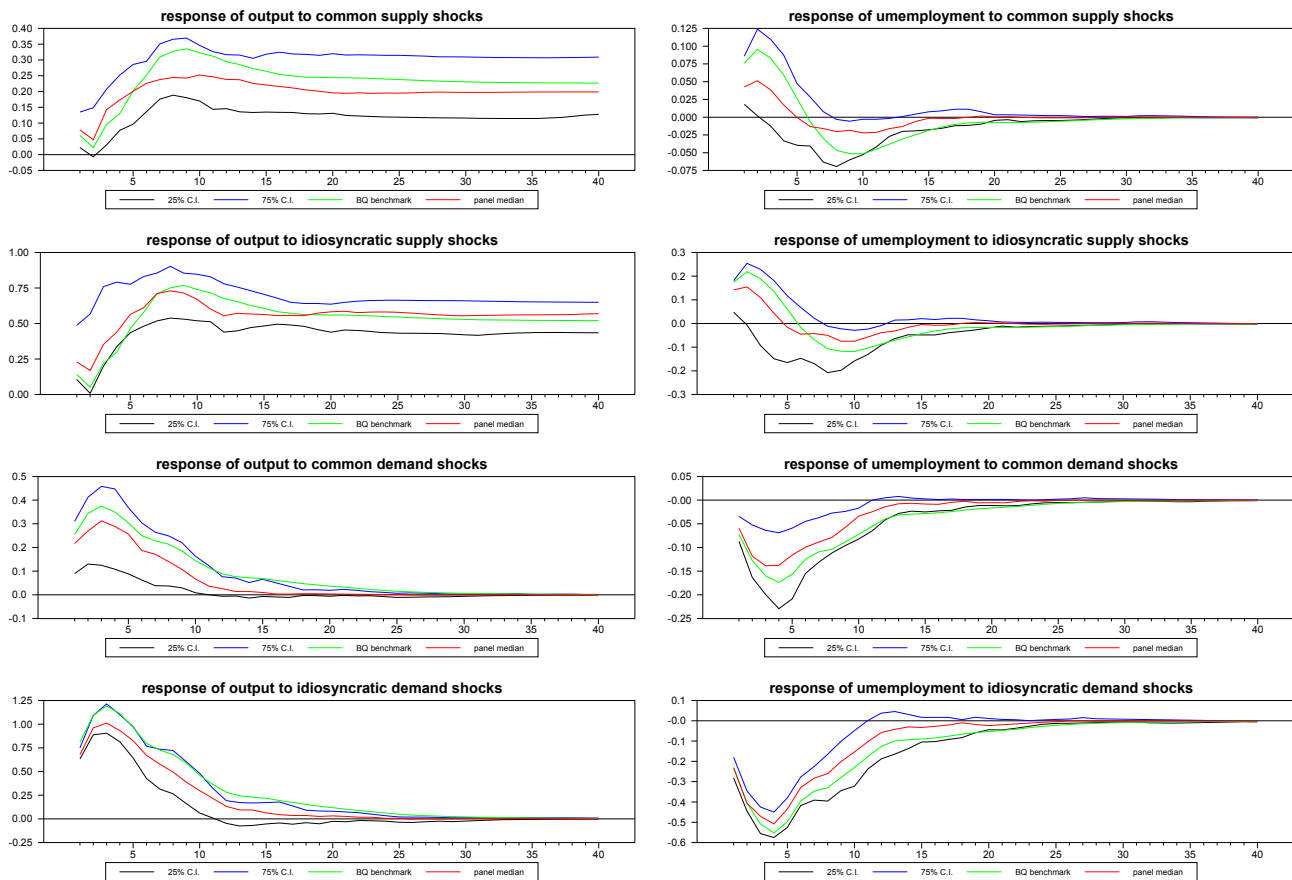 response of output to common supply shocks
0.40
0.35
0.30
0.25
0.20
0.15
0.10
0.05
0.00
-0.05
5 10 15 20 25 30 35 40
25% C.I. 75% C.I. BQ benchmark panel median
response of umemployment to common supply shocks
0.125
0.100
0.075
0.050
0.025
0.000
-0.025
-0.050
-0.075
5 10 15 20 25 30 35 40
25% C.I. 75% C.I. BQ benchmark panel median
response of output to idiosyncratic supply shocks
1.00
0.75
0.50
0.25
0.00
5 10 15 20 25 30 35 40
25% C.I. 75% C.I. BQ benchmark panel median
response of umemployment to idiosyncratic supply shocks
0.3
0.2
0.1
0.0
-0.1
-0.2
-0.3
5 10 15 20 25 30 35 40
25% C.I. 75% C.I. BQ benchmark panel median
response of output to common demand shocks
0.5
0.4
0.3
0.2
0.1
0.0
-0.1
5 10 15 20 25 30 35 40
25% C.I. 75% C.I. BQ benchmark panel median
response of umemployment to common demand shocks
0.05
-0.00
-0.05
-0.10
-0.15
-0.20
-0.25
5 10 15 20 25 30 35 40
25% C.I. 75% C.I. BQ benchmark panel median
response of output to idiosyncratic demand shocks
1.25
1.00
0.75
0.50
0.25
0.00
-0.25
5 10 15 20 25 30 35 40
25% C.I. 75% C.I. BQ benchmark panel median
response of umemployment to idiosyncratic demand shocks
0.1
-0.0
-0.1
-0.2
-0.3
-0.4
-0.5
-0.6
5 10 15 20 25 30 35 40
25% C.I. 75% C.I. BQ benchmark panel median